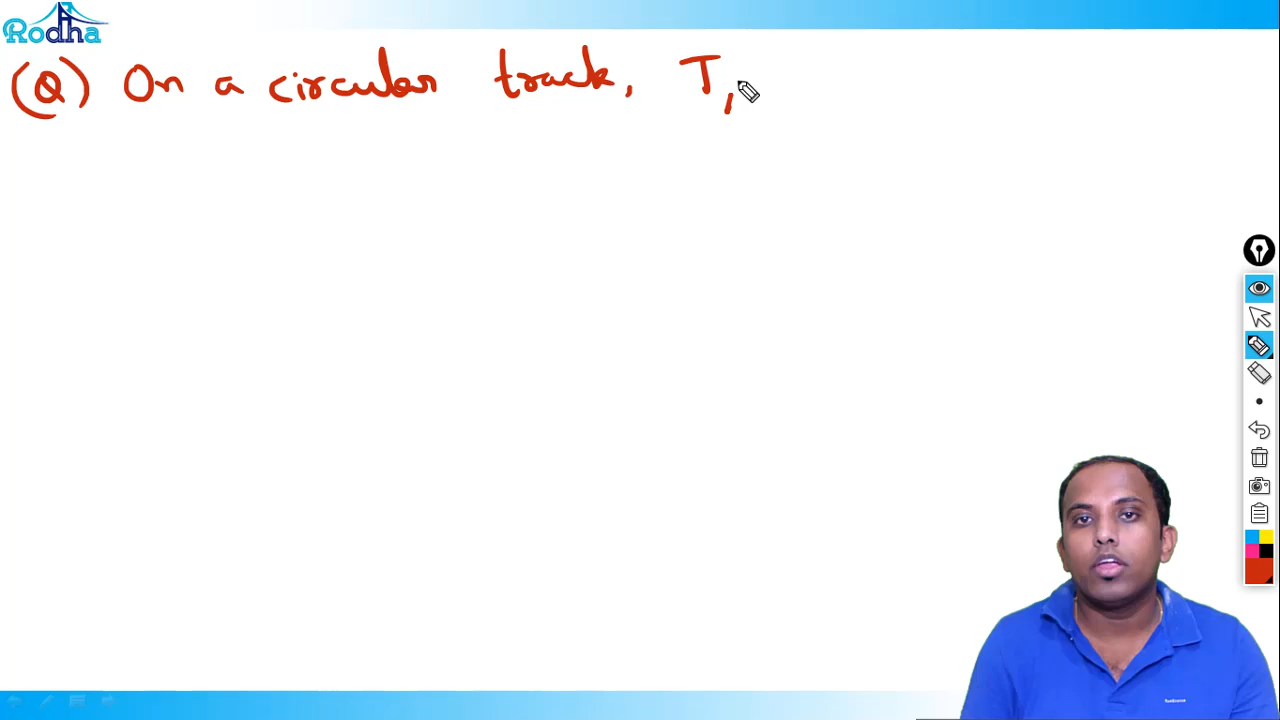 Rodha
(Q) On a circular track, T,